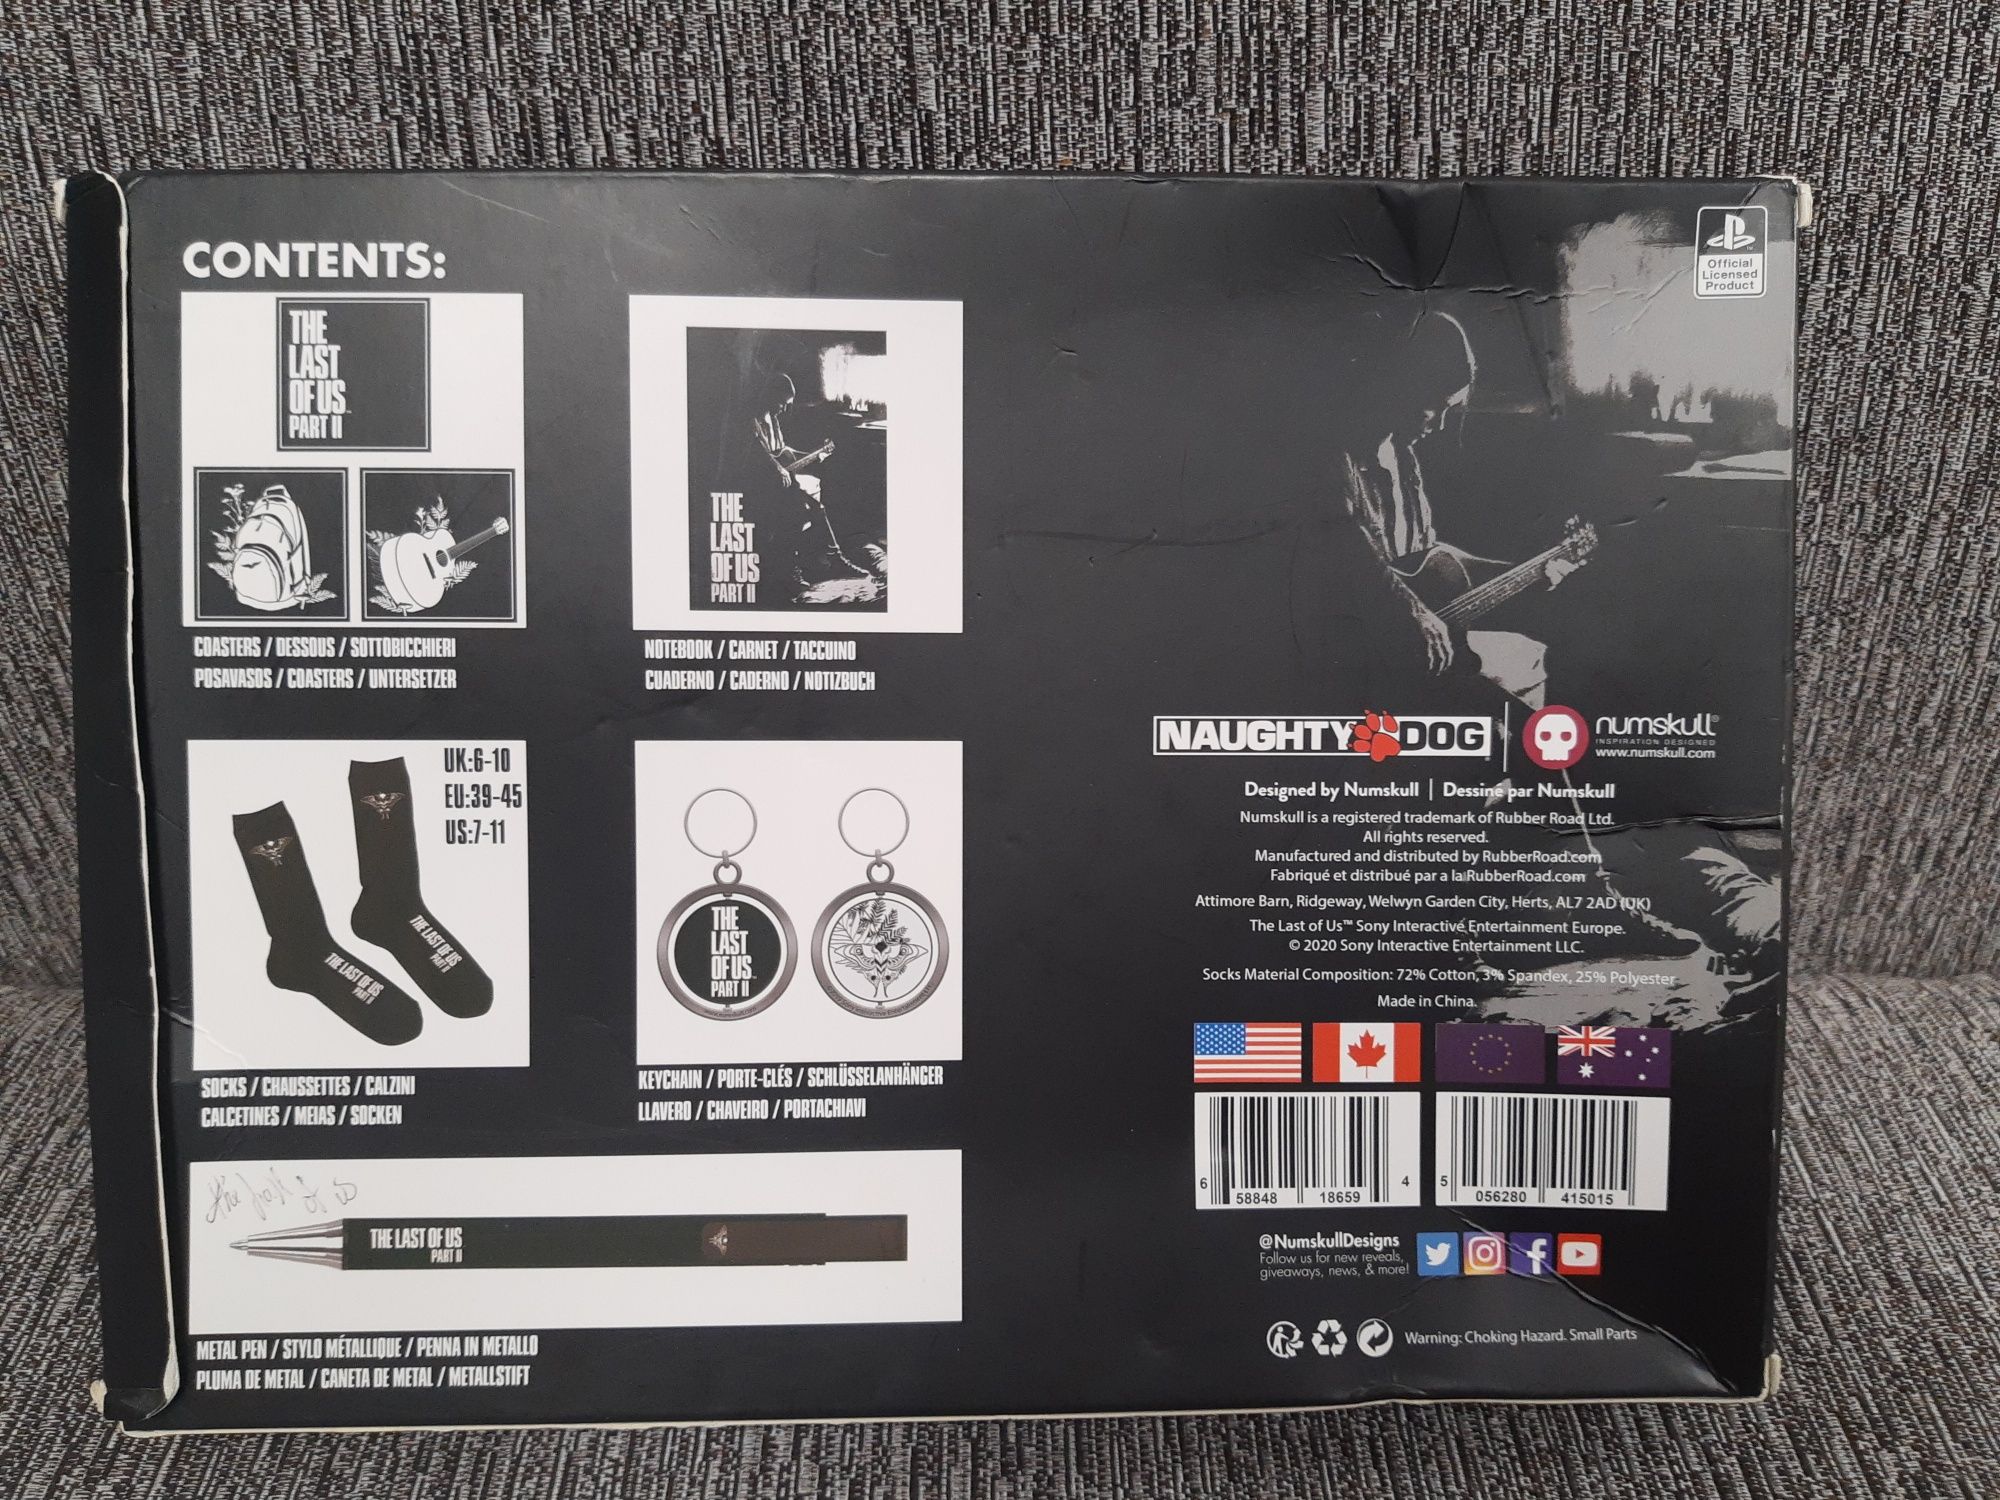 CONTENTS:
THE
LAST
OF US
PART II
COASTERS / DESSOUS / SOTTOBICCHIERI
POSAVASOS / COASTERS / UNTERSETZER
THE
LAST
OF US
PART II
NOTEBOOK / CARNET / TACCUINO
CUADERNO / CADERNO / NOTIZBUCH
UK:6-10
EU:39-45
US:7-11
THE LAST OF US
PART II
THE LAST OF US
PART II
SOCKS / CHAUSSETTES / CALZINI
CALCETINES / MEIAS / SOCKEN
THE
LAST
OF US
PART II
www.numskull.com
KEYCHAIN / PORTE-CLÉS / SCHLÜSSELANHÄNGER
LLAVERO / CHAVEIRO / PORTACHIAVI
the last of us
THE LAST OF US
PART II
METAL PEN / STYLO MÉTALLIQUE / PENNA IN METALLO
PLUMA DE METAL / CANETA DE METAL / METALLSTIFT
Official
Licensed
Product
NAUGHTY DOG
numskull®
INSPIRATION DESIGNED
www.numskull.com
Designed by Numskull | Dessiné par Numskull
Numskull is a registered trademark of Rubber Road Ltd.
All rights reserved.
Manufactured and distributed by RubberRoad.com
Fabriqué et distribué par a la RubberRoad.com
Attimore Barn, Ridgeway, Welwyn Garden City, Herts, AL7 2AD (UK)
The Last of Us™ Sony Interactive Entertainment Europe.
© 2020 Sony Interactive Entertainment LLC.
Socks Material Composition: 72% Cotton, 3% Spandex, 25% Polyester
Made in China.
6 58848 18659 4
5 056280 415015
@NumskullDesigns
Follow us for new reveals,
giveaways, news, & more!
Warning: Choking Hazard. Small Parts